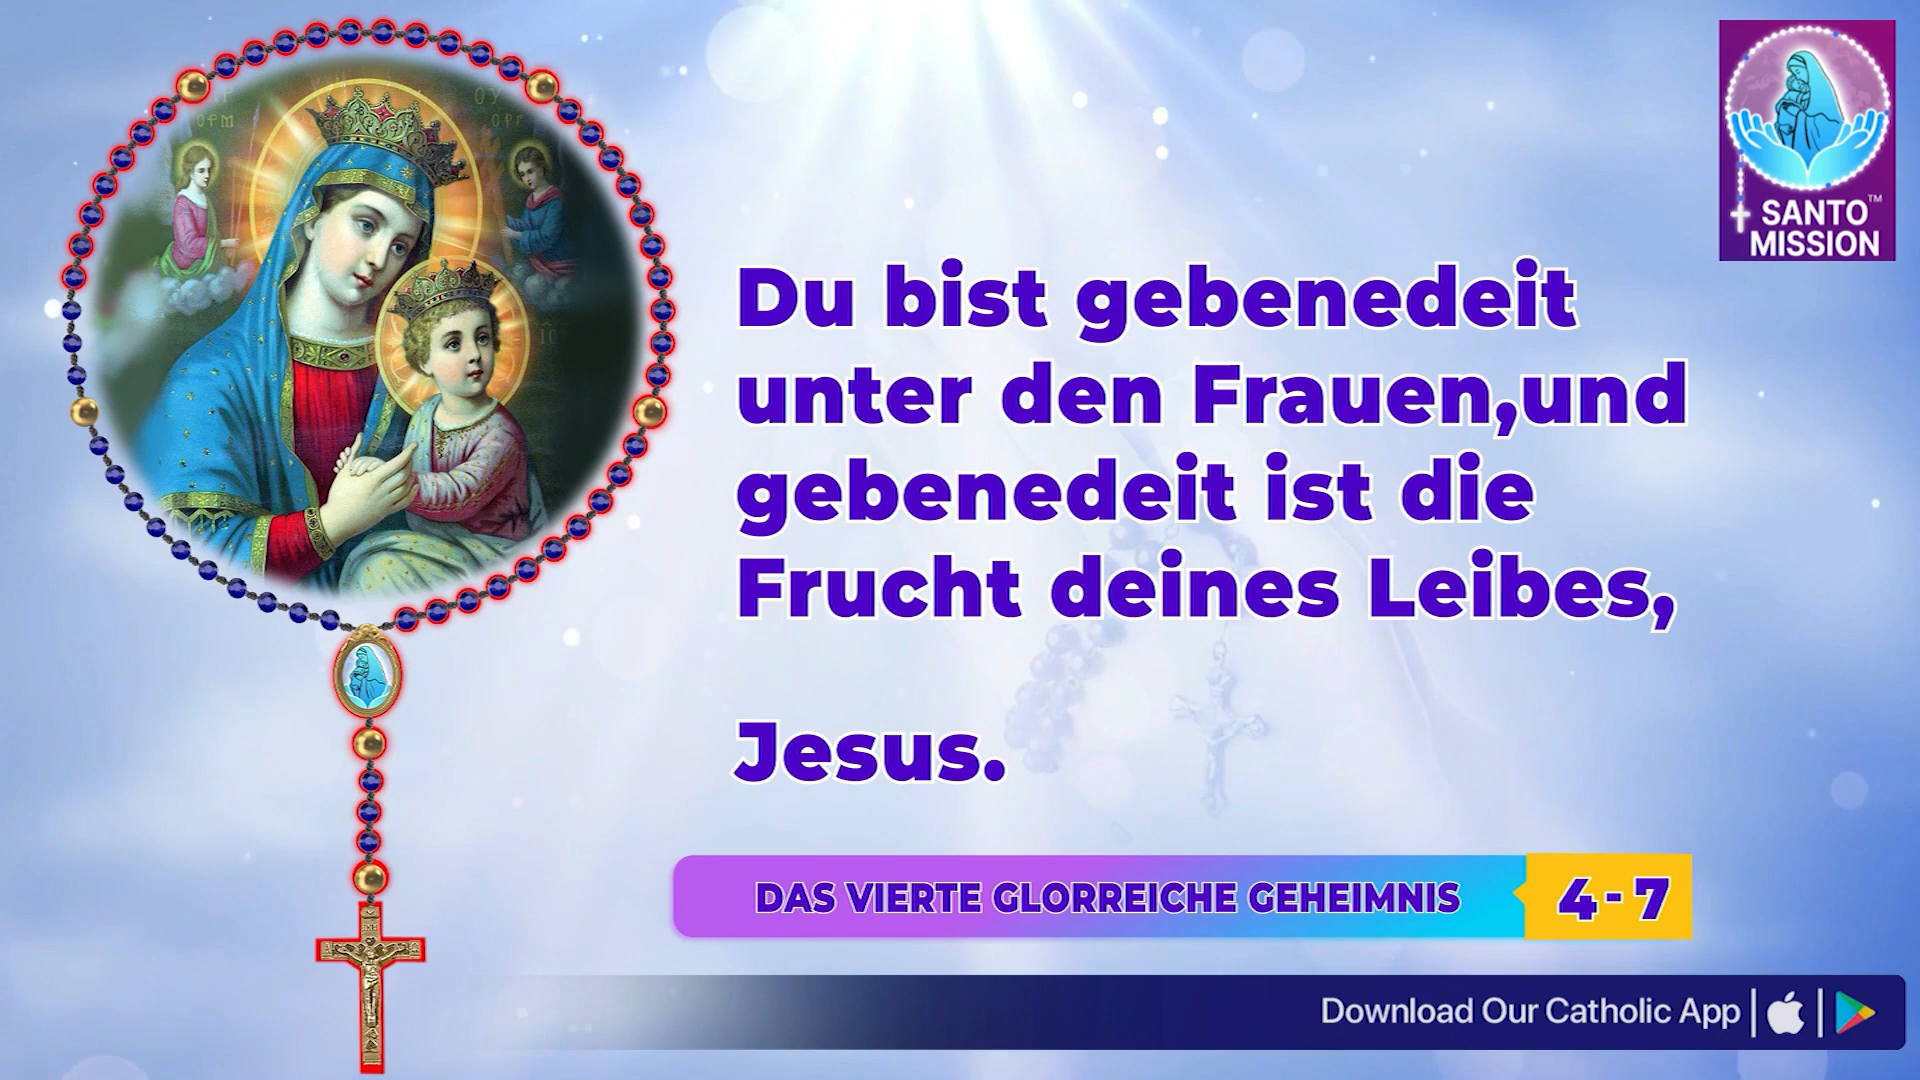 SANTO™
MISSION
Du bist gebenedeit
unter den Frauen,und
gebenedeit ist die
Frucht deines Leibes,
Jesus.
DAS VIERTE GLORREICHE GEHEIMNIS
4 - 7
Download Our Catholic App